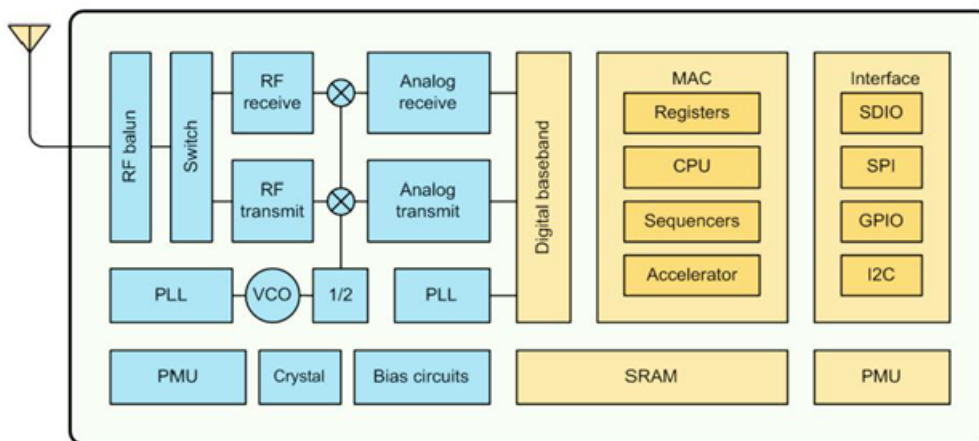 RF balun
Switch
RF
receive
Analog
receive
RF
transmit
Analog
transmit
PLL
VCO
1/2
PLL
Digital baseband
MAC
Registers
CPU
Sequencers
Accelerator
Interface
SDIO
SPI
GPIO
I2C
PMU
Crystal
Bias circuits
SRAM
PMU